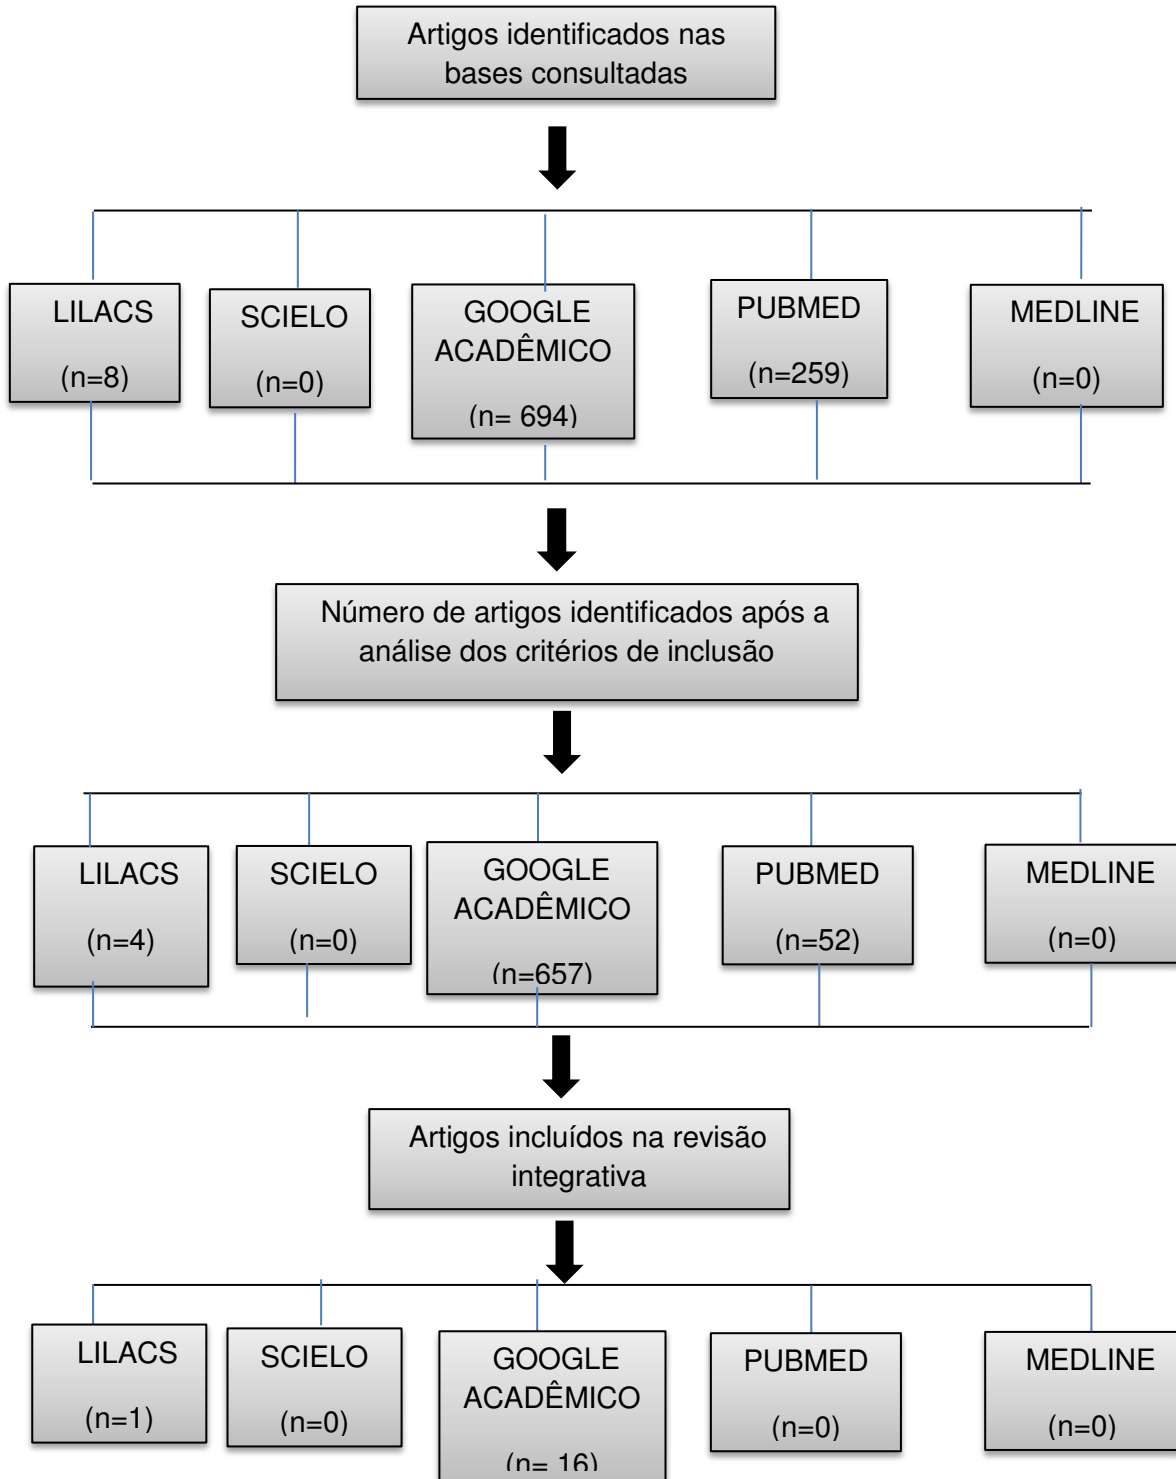 Artigos identificados nas
bases consultadas
LILACS
(n=8)
SCIELO
(n=0)
GOOGLE
ACADÊMICO
(n= 694)
PUBMED
(n=259)
MEDLINE
(n=0)
Número de artigos identificados após a
análise dos critérios de inclusão
LILACS
(n=4)
SCIELO
(n=0)
GOOGLE
ACADÊMICO
(n=657)
PUBMED
(n=52)
MEDLINE
(n=0)
Artigos incluídos na revisão
integrativa
LILACS
(n=1)
SCIELO
(n=0)
GOOGLE
ACADÊMICO
(n= 16)
PUBMED
(n=0)
MEDLINE
(n=0)